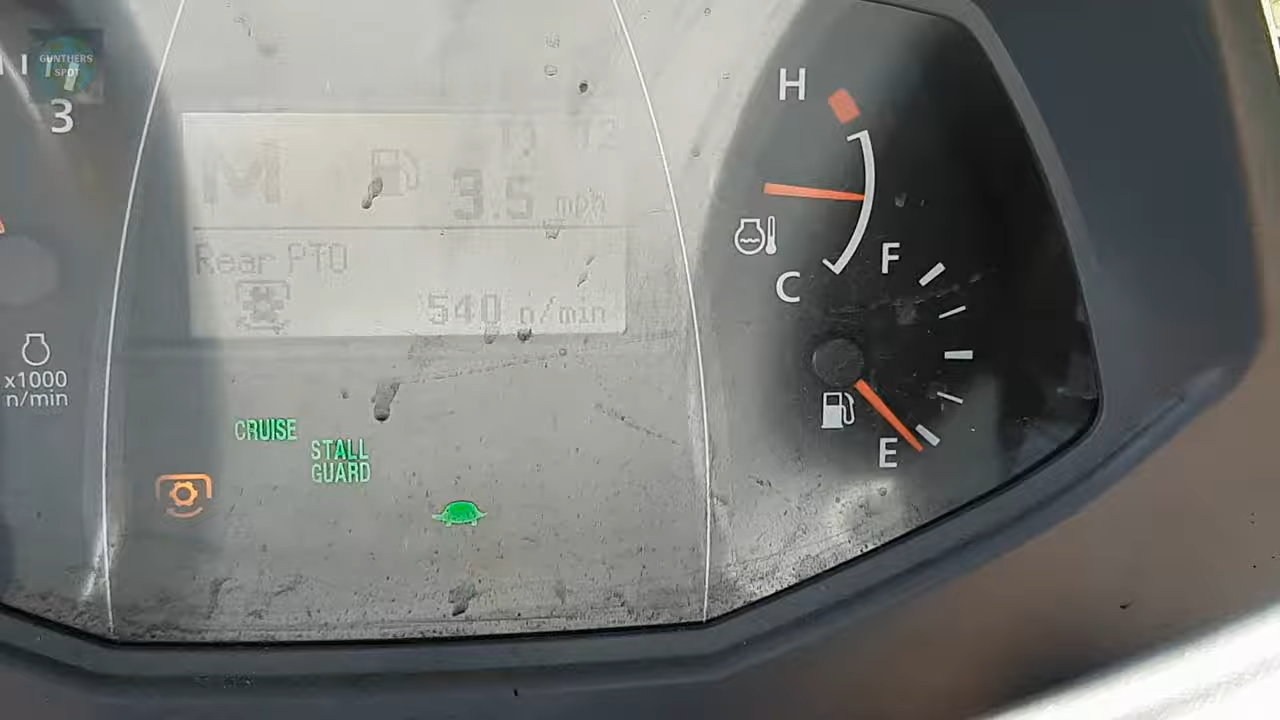 GUNTHERS
SPOT
3
x1000
n/min
M
3.5 mph
Rear PTO
540 n/min
CRUISE
STALL
GUARD
H
C
F
E